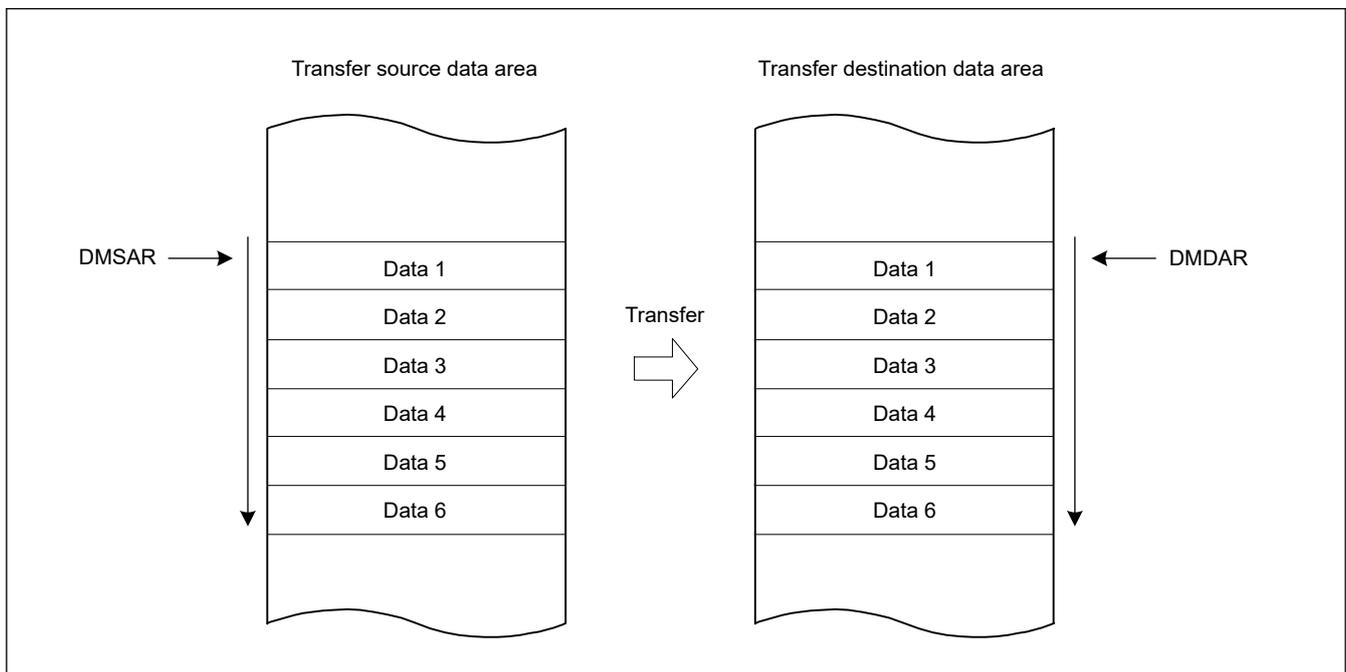 Transfer source data area
Transfer destination data area
DMSAR
Data 1
Data 2
Data 3
Data 4
Data 5
Data 6
Transfer
Data 1
Data 2
Data 3
Data 4
Data 5
Data 6
DMDAR